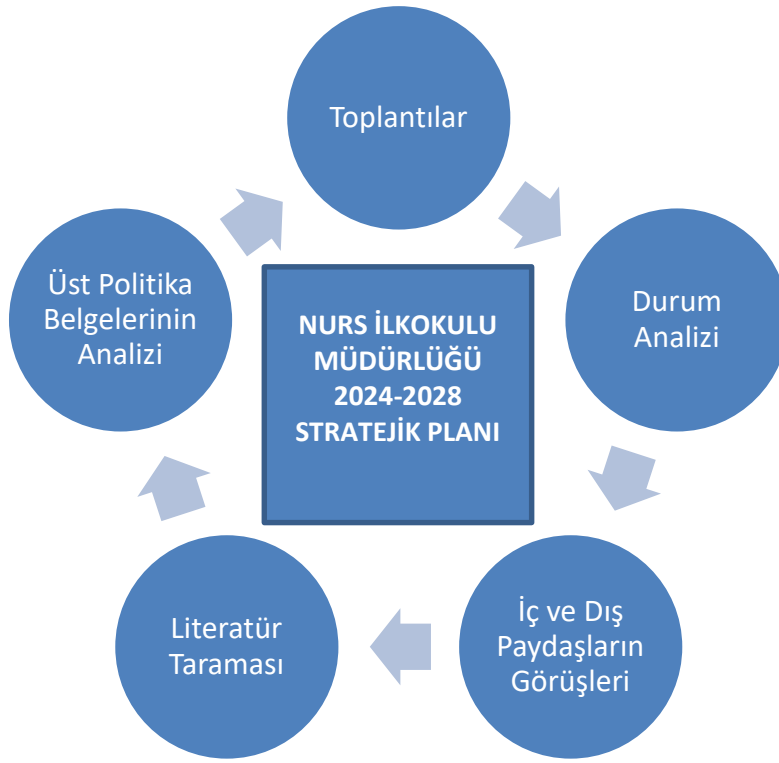 Toplantılar
Durum
Analizi
İç ve Dış
Paydaşların
Görüşleri
Literatür
Taraması
Üst Politika
Belgelerinin
Analizi
NURS İLKOKULU
MÜDÜRLÜĞÜ
2024-2028
STRATEJİK PLANI